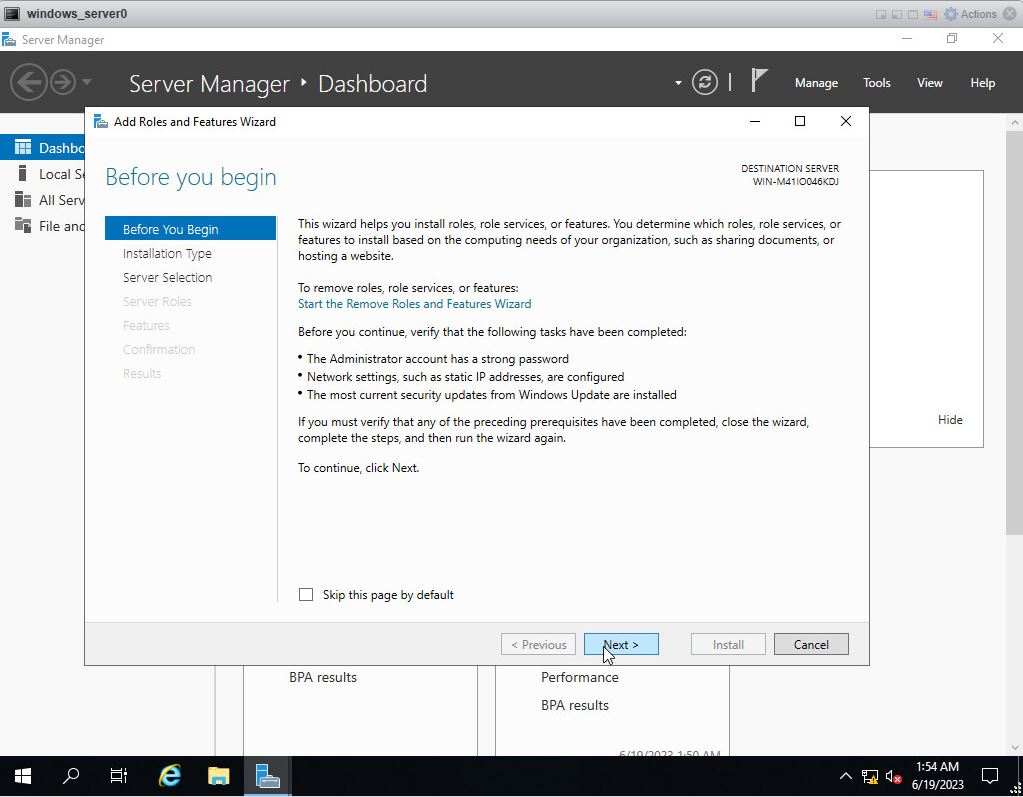 windows_server0
Actions
Server Manager
Server Manager
Dashboard
Manage
Tools
View
Help
Add Roles and Features Wizard
Dashbo
Local Se
All Serv
File and
Before you begin
DESTINATION SERVER
WIN-M41IO046KDJ
Before You Begin
Installation Type
Server Selection
Server Roles
Features
Confirmation
Results
This wizard helps you install roles, role services, or features. You determine which roles, role services, or
features to install based on the computing needs of your organization, such as sharing documents, or
hosting a website.
To remove roles, role services, or features:
Start the Remove Roles and Features Wizard
Before you continue, verify that the following tasks have been completed:
• The Administrator account has a strong password
• Network settings, such as static IP addresses, are configured
• The most current security updates from Windows Update are installed
If you must verify that any of the preceding prerequisites have been completed, close the wizard,
complete the steps, and then run the wizard again.
To continue, click Next.
Hide
Skip this page by default
< Previous
Next >
Install
Cancel
BPA results
Performance
BPA results
6/19/2023 1:50 AM
1:54 AM
6/19/2023